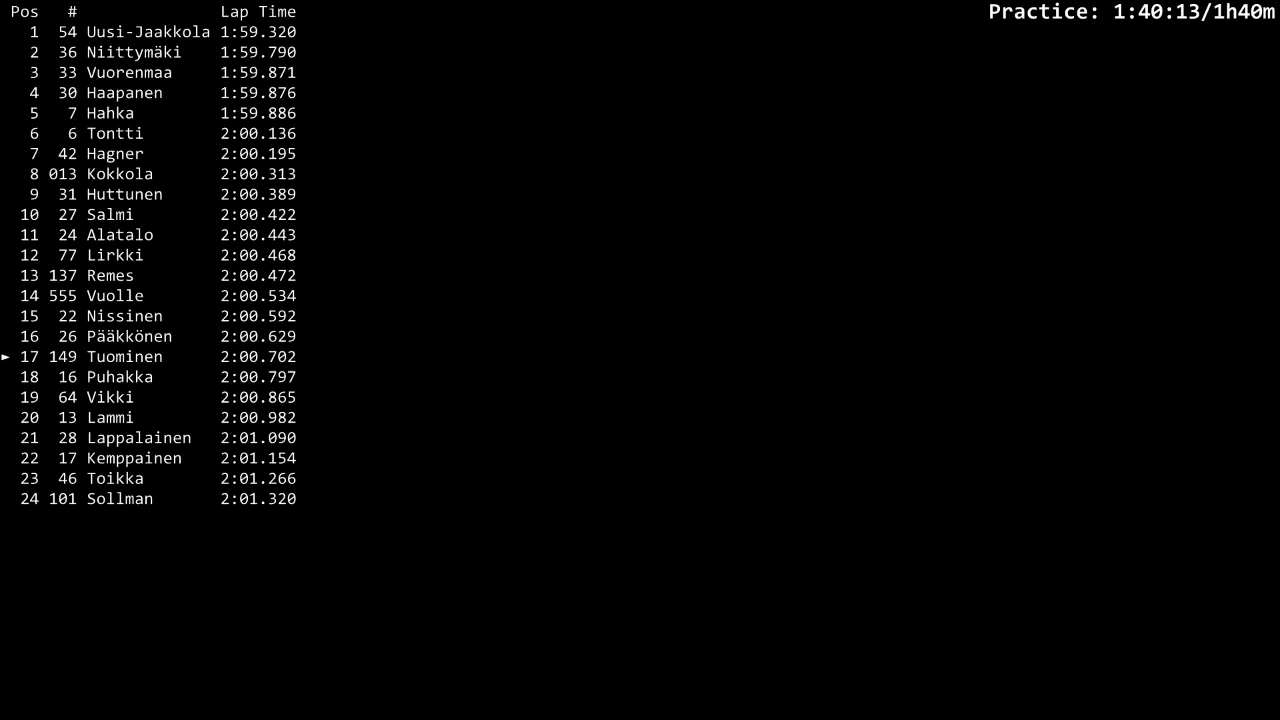 Pos # Lap Time
Practice: 1:40:13/1h40m
1 54 Uusi-Jaakkola 1:59.320
2 36 Niittymäki 1:59.790
3 33 Vuorenmaa 1:59.871
4 30 Haapanen 1:59.876
5 7 Hahka 1:59.886
6 6 Tontti 2:00.136
7 42 Hagner 2:00.195
8 013 Kokkola 2:00.313
9 31 Huttunen 2:00.389
10 27 Salmi 2:00.422
11 24 Alatalo 2:00.443
12 77 Lirkki 2:00.468
13 137 Remes 2:00.472
14 555 Vuolle 2:00.534
15 22 Nissinen 2:00.592
16 26 Pääkkönen 2:00.629
► 17 149 Tuominen 2:00.702
18 16 Puhakka 2:00.797
19 64 Vikki 2:00.865
20 13 Lammi 2:00.982
21 28 Lappalainen 2:01.090
22 17 Kemppainen 2:01.154
23 46 Toikka 2:01.266
24 101 Sollman 2:01.320